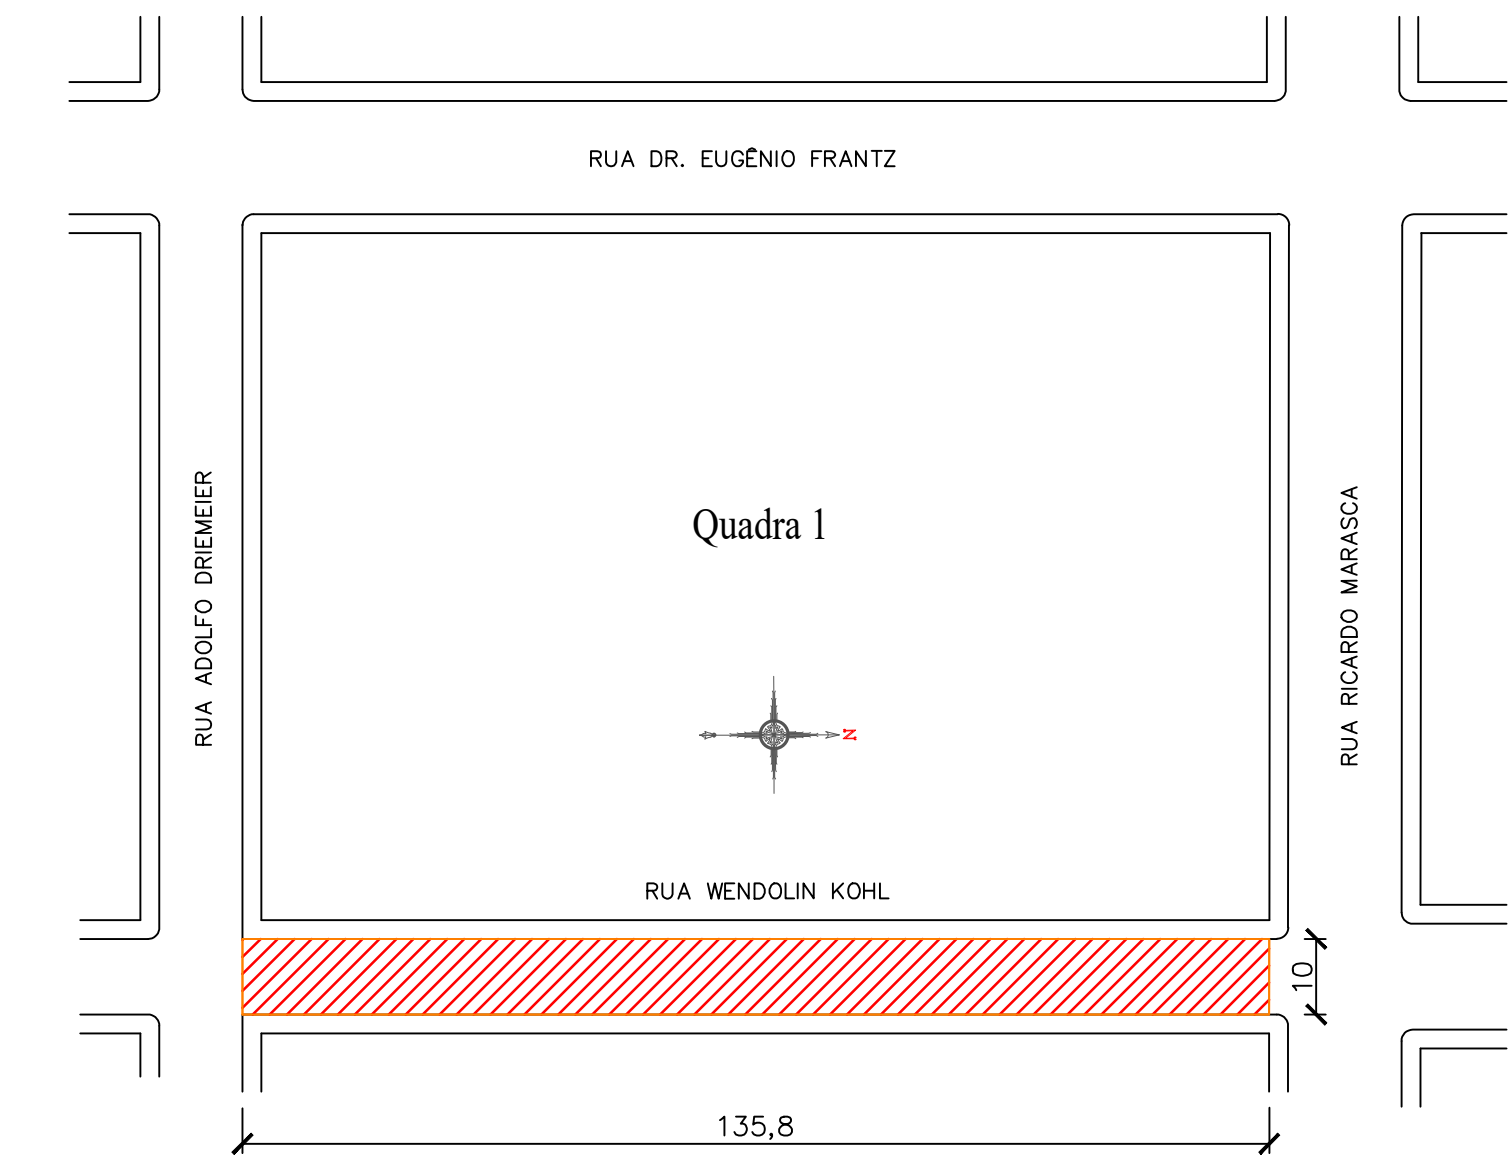 RUA DR. EUGÊNIO FRANTZ
RUA ADOLFO DRIEMEIER
Quadra 1
RUA RICARDO MARASCA
N
RUA WENDOLIN KOHL
10
135,8